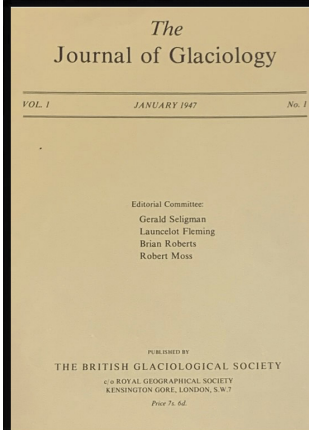 The
Journal of Glaciology
VOL. 1 JANUARY 1947 No. 1
Editorial Committee:
Gerald Seligman
Launcelot Fleming
Brian Roberts
Robert Moss
PUBLISHED BY
THE BRITISH GLACIOLOGICAL SOCIETY
c/o ROYAL GEOGRAPHICAL SOCIETY
KENSINGTON GORE, LONDON, S.W.7
Price 7s. 6d.